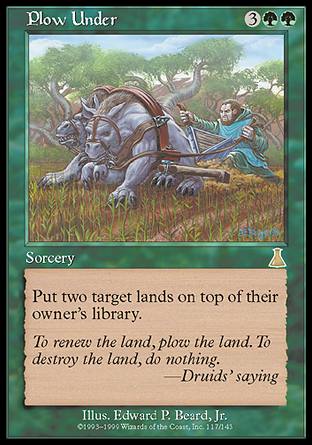 Plow Under 3
Sorcery
Put two target lands on top of their
owner's library.
To renew the land, plow the land. To
destroy the land, do nothing.
—Druids' saying
Illus. Edward P. Beard, Jr.
©1993–1999 Wizards of the Coast, Inc. 117/143